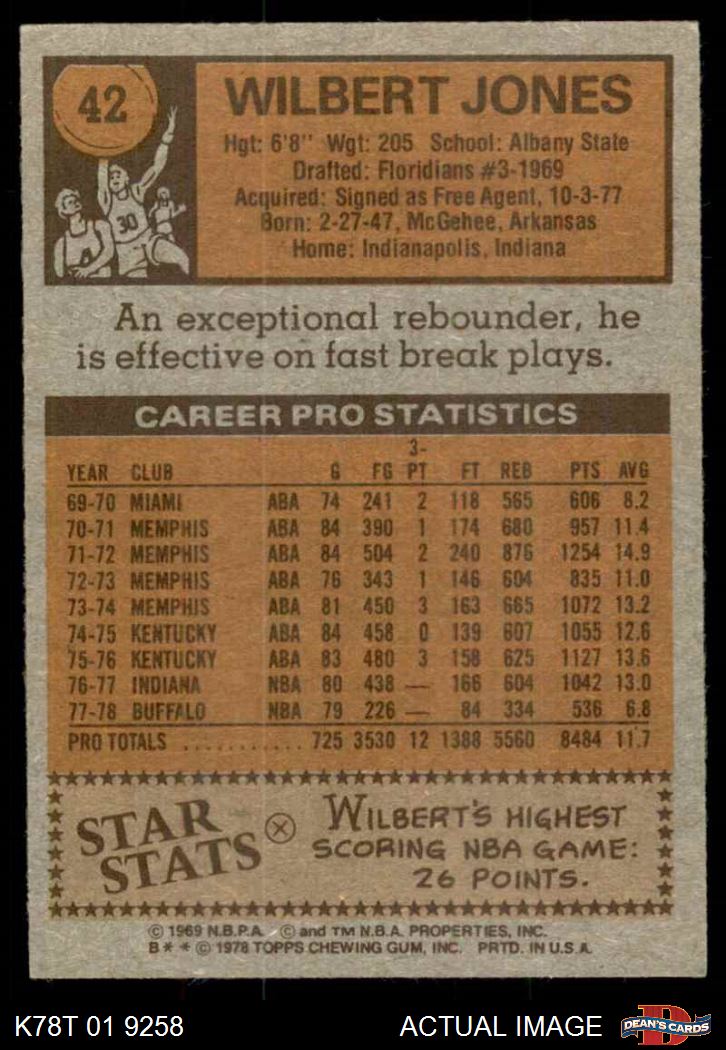 42
30
WILBERT JONES
Hgt: 6'8" Wgt: 205 School: Albany State
Drafted: Floridians #3-1969
Acquired: Signed as Free Agent, 10-3-77
Born: 2-27-47, McGehee, Arkansas
Home: Indianapolis, Indiana
An exceptional rebounder, he
is effective on fast break plays.
CAREER PRO STATISTICS
YEAR CLUB G FG 3-PT FT REB PTS AVG
69-70 MIAMI ABA 74 241 2 118 565 606 8.2
70-71 MEMPHIS ABA 84 390 1 174 680 957 11.4
71-72 MEMPHIS ABA 84 504 2 240 876 1254 14.9
72-73 MEMPHIS ABA 76 343 1 146 604 835 11.0
73-74 MEMPHIS ABA 81 450 3 163 665 1072 13.2
74-75 KENTUCKY ABA 84 458 0 139 607 1055 12.6
75-76 KENTUCKY ABA 83 480 3 158 625 1127 13.6
76-77 INDIANA NBA 80 438 — 166 604 1042 13.0
77-78 BUFFALO NBA 79 226 — 84 334 536 6.8
PRO TOTALS ........... 725 3530 12 1388 5560 8484 11.7
STAR
STATS
WILBERT'S HIGHEST
SCORING NBA GAME:
26 POINTS.
© 1969 N.B.P.A. © and TM N.B.A. PROPERTIES, INC.
B* * © 1978 TOPPS CHEWING GUM, INC. PRTD. IN U.S.A.
K78T 01 9258 ACTUAL IMAGE
D
DEAN'S CARDS